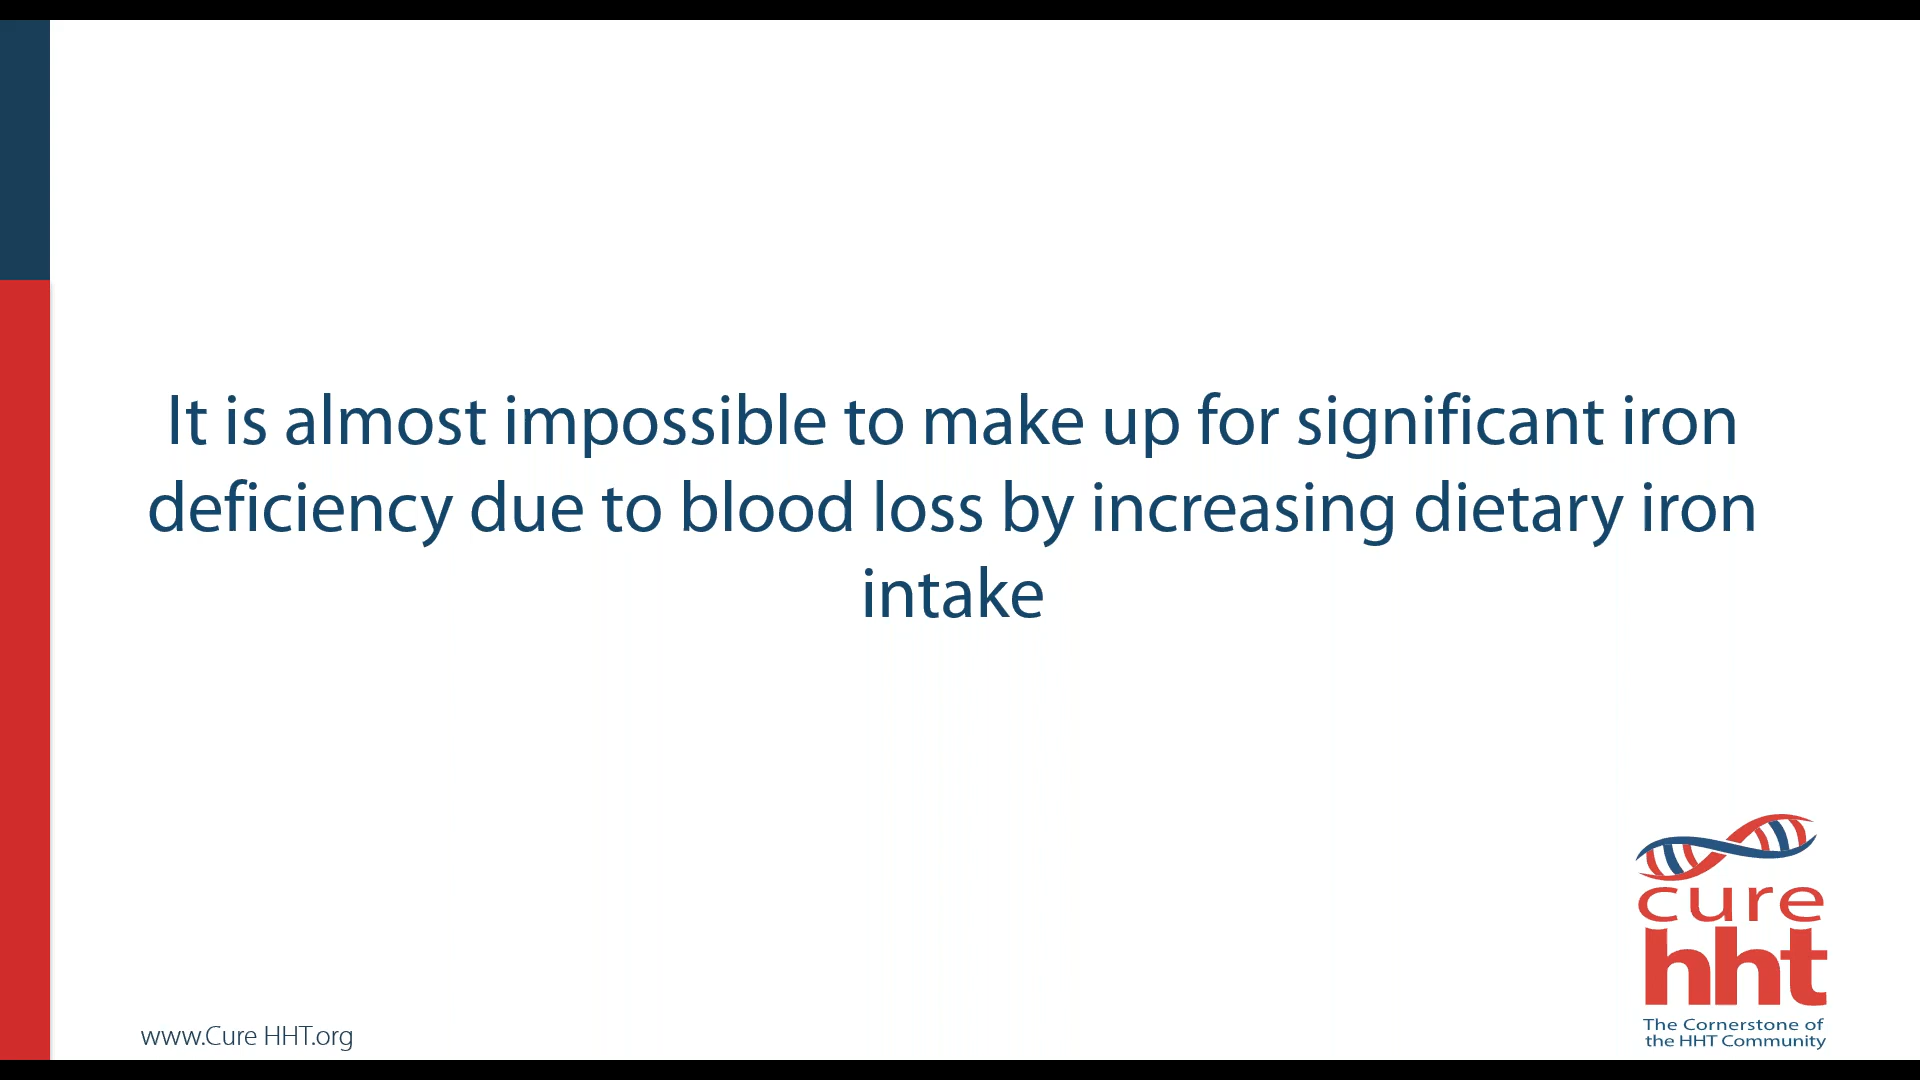 It is almost impossible to make up for significant iron
deficiency due to blood loss by increasing dietary iron
intake
cure
hht
The Cornerstone of
the HHT Community
www.Cure HHT.org